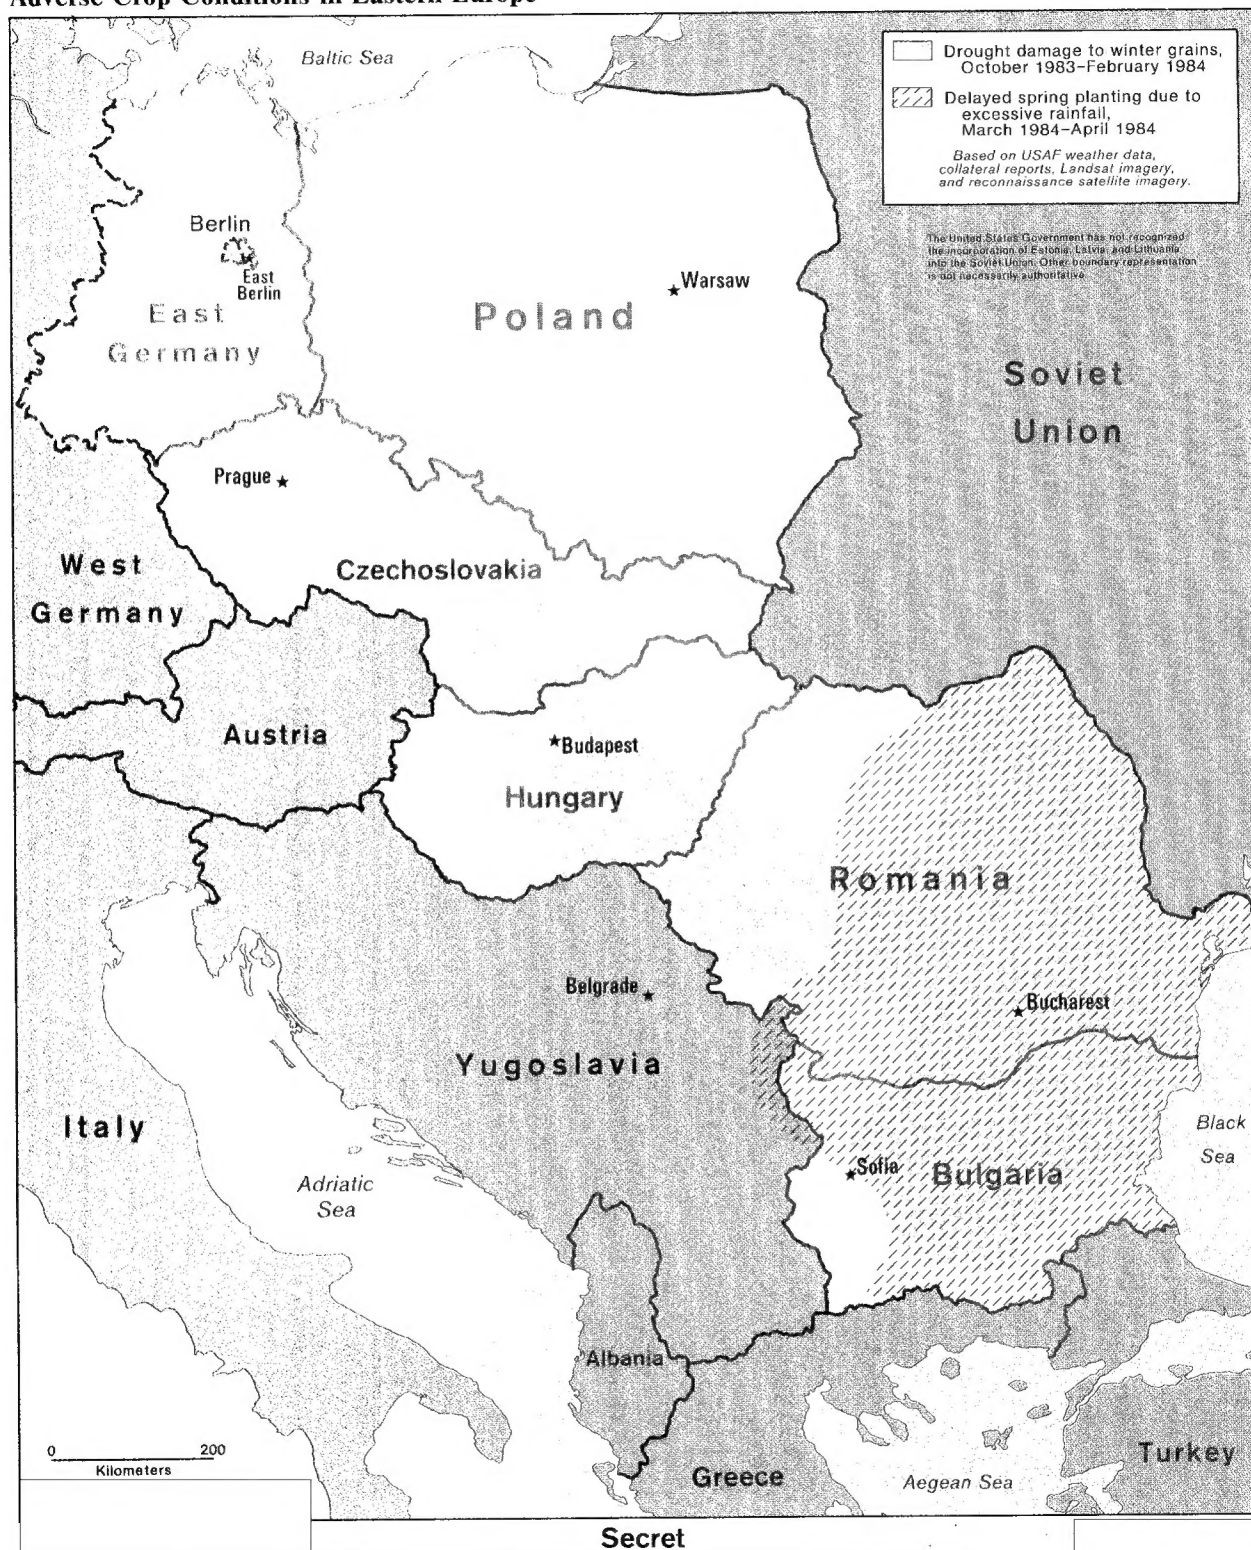 Adverse Crop Conditions in Eastern Europe
Baltic Sea
Drought damage to winter grains,
October 1983–February 1984
Delayed spring planting due to
excessive rainfall,
March 1984–April 1984
Based on USAF weather data,
collateral reports, Landsat imagery,
and reconnaissance satellite imagery.
The United States Government has not recognized
the incorporation of Estonia, Latvia, and Lithuania
into the Soviet Union. Other boundary representation
is not necessarily authoritative.
Berlin
East
Berlin
Warsaw
East
Germany
Poland
Soviet
Union
Prague
West
Germany
Czechoslovakia
Austria
Budapest
Hungary
Romania
Belgrade
Bucharest
Yugoslavia
Italy
Black
Sea
Sofia
Bulgaria
Adriatic
Sea
Albania
0 200
Kilometers
Greece
Aegean Sea
Turkey
Secret